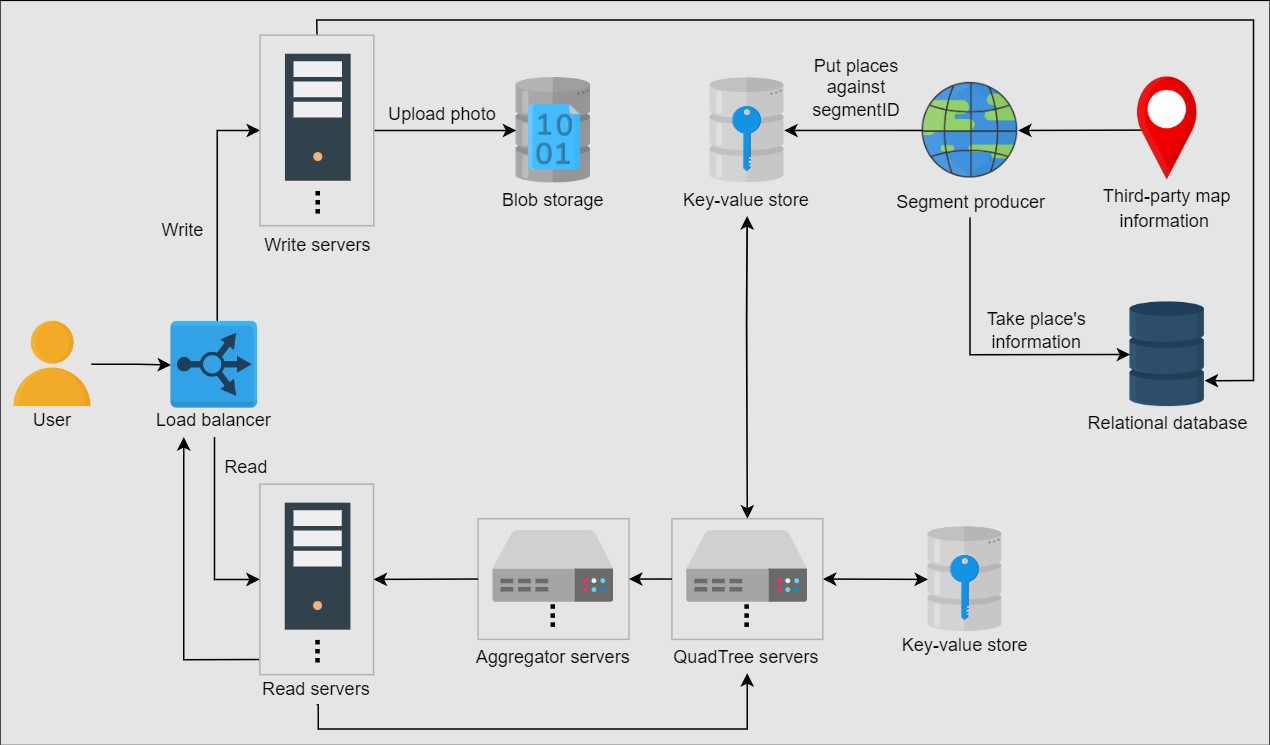 Put places
against
segmentID
Upload photo
10
01
Blob storage
Key-value store
Segment producer
Third-party map
information
Write
Write servers
Take place's
information
User
Load balancer
Relational database
Read
Read servers
Aggregator servers
QuadTree servers
Key-value store